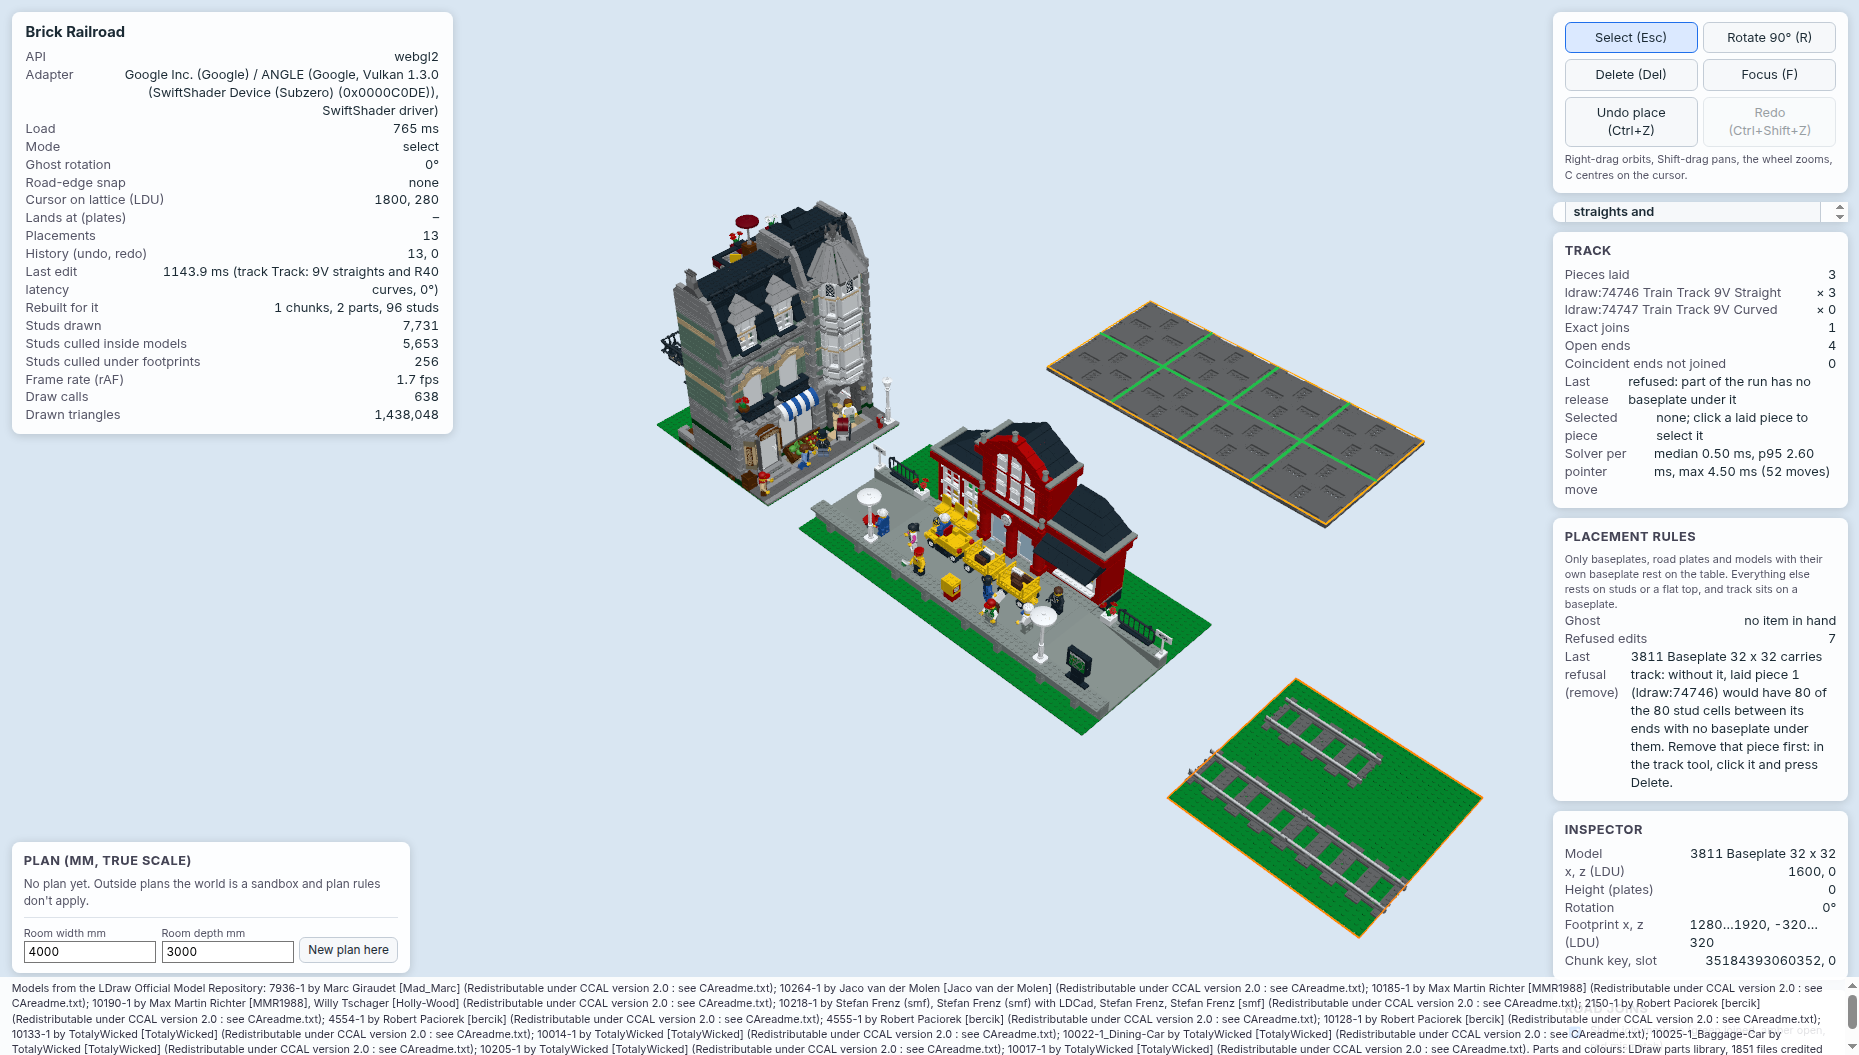 Brick Railroad
API webgl2
Adapter Google Inc. (Google) / ANGLE (Google, Vulkan 1.3.0
(SwiftShader Device (Subzero) (0x0000C0DE)),
SwiftShader driver)
Load 765 ms
Mode select
Ghost rotation 0°
Road-edge snap none
Cursor on lattice (LDU) 1800, 280
Lands at (plates) –
Placements 13
History (undo, redo) 13, 0
Last edit 1143.9 ms (track Track: 9V straights and R40
latency curves, 0°)
Rebuilt for it 1 chunks, 2 parts, 96 studs
Studs drawn 7,731
Studs culled inside models 5,653
Studs culled under footprints 256
Frame rate (rAF) 1.7 fps
Draw calls 638
Drawn triangles 1,438,048
PLAN (MM, TRUE SCALE)
No plan yet. Outside plans the world is a sandbox and plan rules
don't apply.
Room width mm Room depth mm
4000 3000 New plan here
Select (Esc) Rotate 90° (R)
Delete (Del) Focus (F)
Undo place Redo
(Ctrl+Z) (Ctrl+Shift+Z)
Right-drag orbits, Shift-drag pans, the wheel zooms,
C centres on the cursor.
straights and
TRACK
Pieces laid 3
ldraw:74746 Train Track 9V Straight × 3
ldraw:74747 Train Track 9V Curved × 0
Exact joins 1
Open ends 4
Coincident ends not joined 0
Last refused: part of the run has no
release baseplate under it
Selected none; click a laid piece to
piece select it
Solver per median 0.50 ms, p95 2.60
pointer ms, max 4.50 ms (52 moves)
move
PLACEMENT RULES
Only baseplates, road plates and models with their
own baseplate rest on the table. Everything else
rests on studs or a flat top, and track sits on a
baseplate.
Ghost no item in hand
Refused edits 7
Last 3811 Baseplate 32 x 32 carries
refusal track: without it, laid piece 1
(remove) (ldraw:74746) would have 80 of
the 80 stud cells between its
ends with no baseplate under
them. Remove that piece first: in
the track tool, click it and press
Delete.
INSPECTOR
Model 3811 Baseplate 32 x 32
x, z (LDU) 1600, 0
Height (plates) 0
Rotation 0°
Footprint x, z 1280…1920, -320…
(LDU) 320
Chunk key, slot 35184393060352, 0
Models from the LDraw Official Model Repository: 7936-1 by Marc Giraudet [Mad_Marc] (Redistributable under CCAL version 2.0 : see CAreadme.txt); 10264-1 by Jaco van der Molen [Jaco van der Molen] (Redistributable under CCAL version 2.0 : see CAreadme.txt); 10185-1 by Max Martin Richter [MMR1988] (Redistributable under CCAL version 2.0 : see
CAreadme.txt); 10190-1 by Max Martin Richter [MMR1988], Willy Tschager [Holly-Wood] (Redistributable under CCAL version 2.0 : see CAreadme.txt); 10218-1 by Stefan Frenz (smf), Stefan Frenz (smf) with LDCad, Stefan Frenz, Stefan Frenz [smf] (Redistributable under CCAL version 2.0 : see CAreadme.txt); 2150-1 by Robert Paciorek [bercik]
(Redistributable under CCAL version 2.0 : see CAreadme.txt); 4554-1 by Robert Paciorek [bercik] (Redistributable under CCAL version 2.0 : see CAreadme.txt); 4555-1 by Robert Paciorek [bercik] (Redistributable under CCAL version 2.0 : see CAreadme.txt); 10128-1 by Robert Paciorek [bercik] (Redistributable under CCAL version 2.0 : see CAreadme.txt);
10133-1 by TotalyWicked [TotalyWicked] (Redistributable under CCAL version 2.0 : see CAreadme.txt); 10014-1 by TotalyWicked [TotalyWicked] (Redistributable under CCAL version 2.0 : see CAreadme.txt); 10022-1_Dining-Car by TotalyWicked [TotalyWicked] (Redistributable under CCAL version 2.0 : see CAreadme.txt); 10025-1_Baggage-Car by
TotalyWicked [TotalyWicked] (Redistributable under CCAL version 2.0 : see CAreadme.txt); 10205-1 by TotalyWicked [TotalyWicked] (Redistributable under CCAL version 2.0 : see CAreadme.txt); 10017-1 by TotalyWicked [TotalyWicked] (Redistributable under CCAL version 2.0 : see CAreadme.txt). Parts and colours: LDraw parts library, 1851 files credited
ROAD JOINS